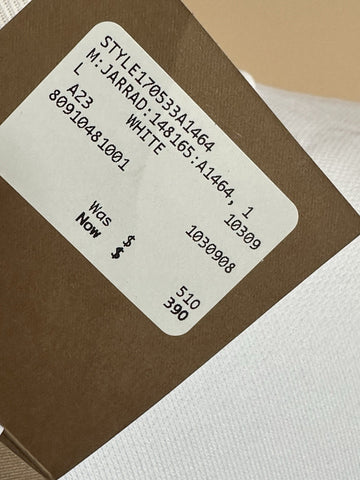 STYLE170533A1464
M:JARRAD:148165:A1464, 1
L WHITE 10309
A23
80910481001 1030908
Was $ 510
Now $ 390